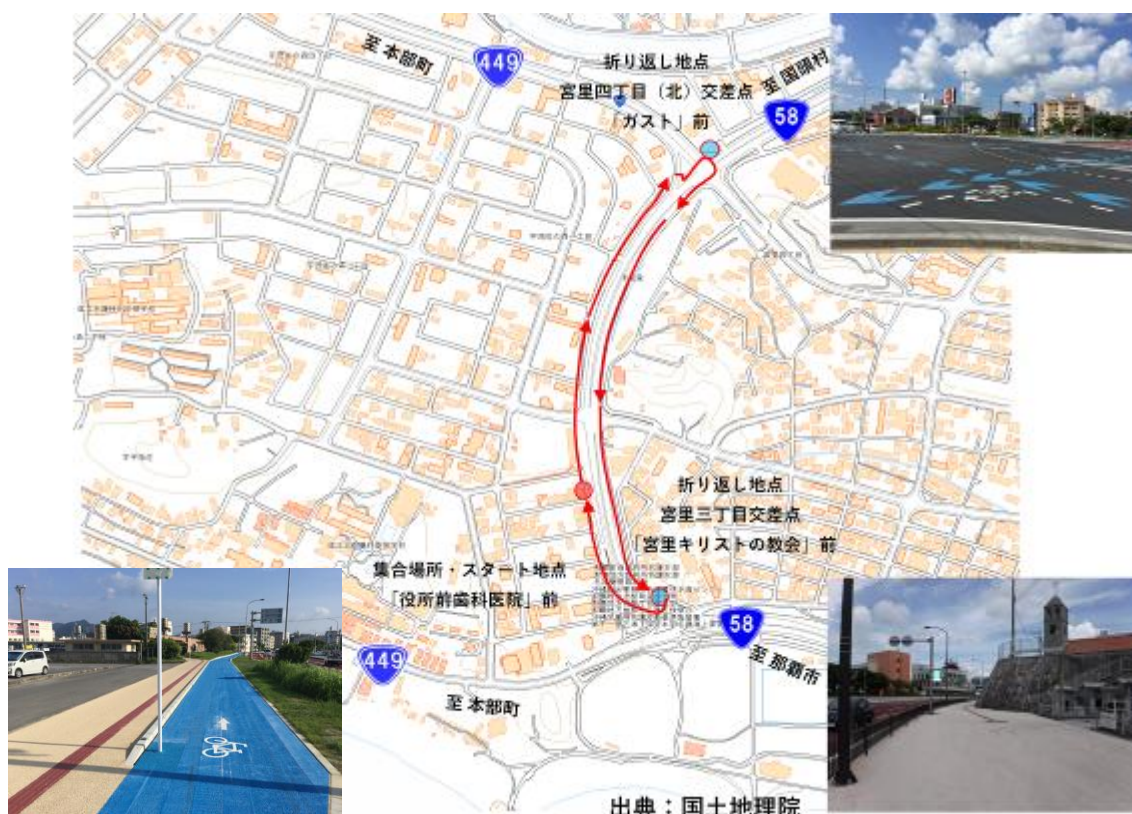 至 本部町
449
折り返し地点
宮里四丁目（北）交差点
「ガスト」前
至 国頭村
58
折り返し地点
宮里三丁目交差点
「宮里キリストの教会」前
集合場所・スタート地点
「役所前歯科医院」前
58
至 那覇市
449
至 本部町
出典：国土地理院